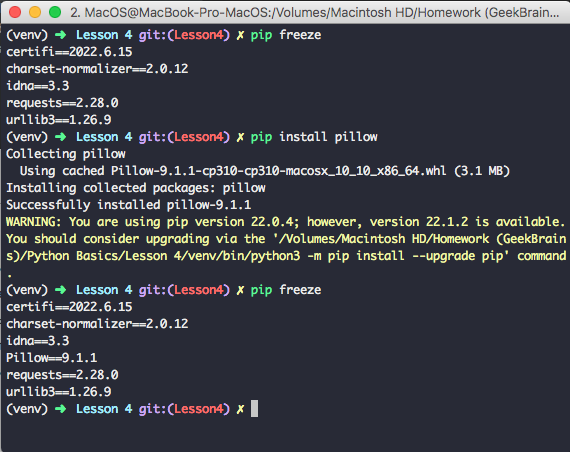 2. MacOS@MacBook-Pro-MacOS:/Volumes/Macintosh HD/Homework (GeekBrain...
(venv) ➜ Lesson 4 git:(Lesson4) ✗ pip freeze
certifi==2022.6.15
charset-normalizer==2.0.12
idna==3.3
requests==2.28.0
urllib3==1.26.9
(venv) ➜ Lesson 4 git:(Lesson4) ✗ pip install pillow
Collecting pillow
  Using cached Pillow-9.1.1-cp310-cp310-macosx_10_10_x86_64.whl (3.1 MB)
Installing collected packages: pillow
Successfully installed pillow-9.1.1
WARNING: You are using pip version 22.0.4; however, version 22.1.2 is available.
You should consider upgrading via the '/Volumes/Macintosh HD/Homework (GeekBrain
s)/Python Basics/Lesson 4/venv/bin/python3 -m pip install --upgrade pip' command
.
(venv) ➜ Lesson 4 git:(Lesson4) ✗ pip freeze
certifi==2022.6.15
charset-normalizer==2.0.12
idna==3.3
Pillow==9.1.1
requests==2.28.0
urllib3==1.26.9
(venv) ➜ Lesson 4 git:(Lesson4) ✗